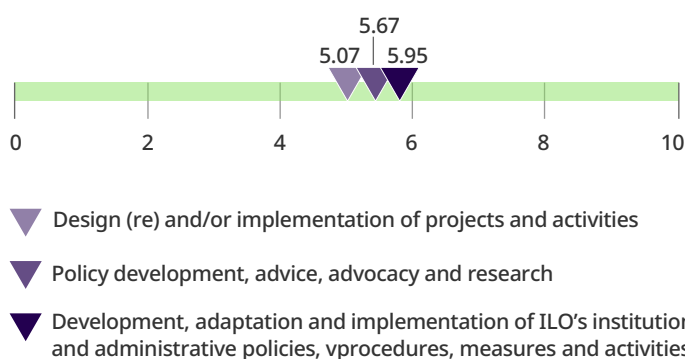 5.67
5.07 5.95
0 2 4 6 8 10
Design (re) and/or implementation of projects and activities
Policy development, advice, advocacy and research
Development, adaptation and implementation of ILO's institution
and administrative policies, vprocedures, measures and activities